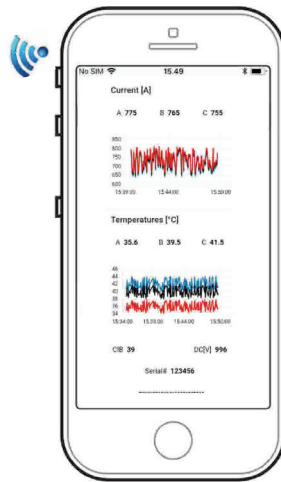 No SIM 15.49
Current [A]
A 775 B 765 C 755
850
800
750
700
650
600
15:39:00 15:44:00 15:50:00
Temperatures [°C]
A 35.6 B 39.5 C 41.5
46
44
42
40
38
36
34
15:34:00 15:39:00 15:44:00 15:50:00
CfB 39 DC[V] 996
Serial# 123456